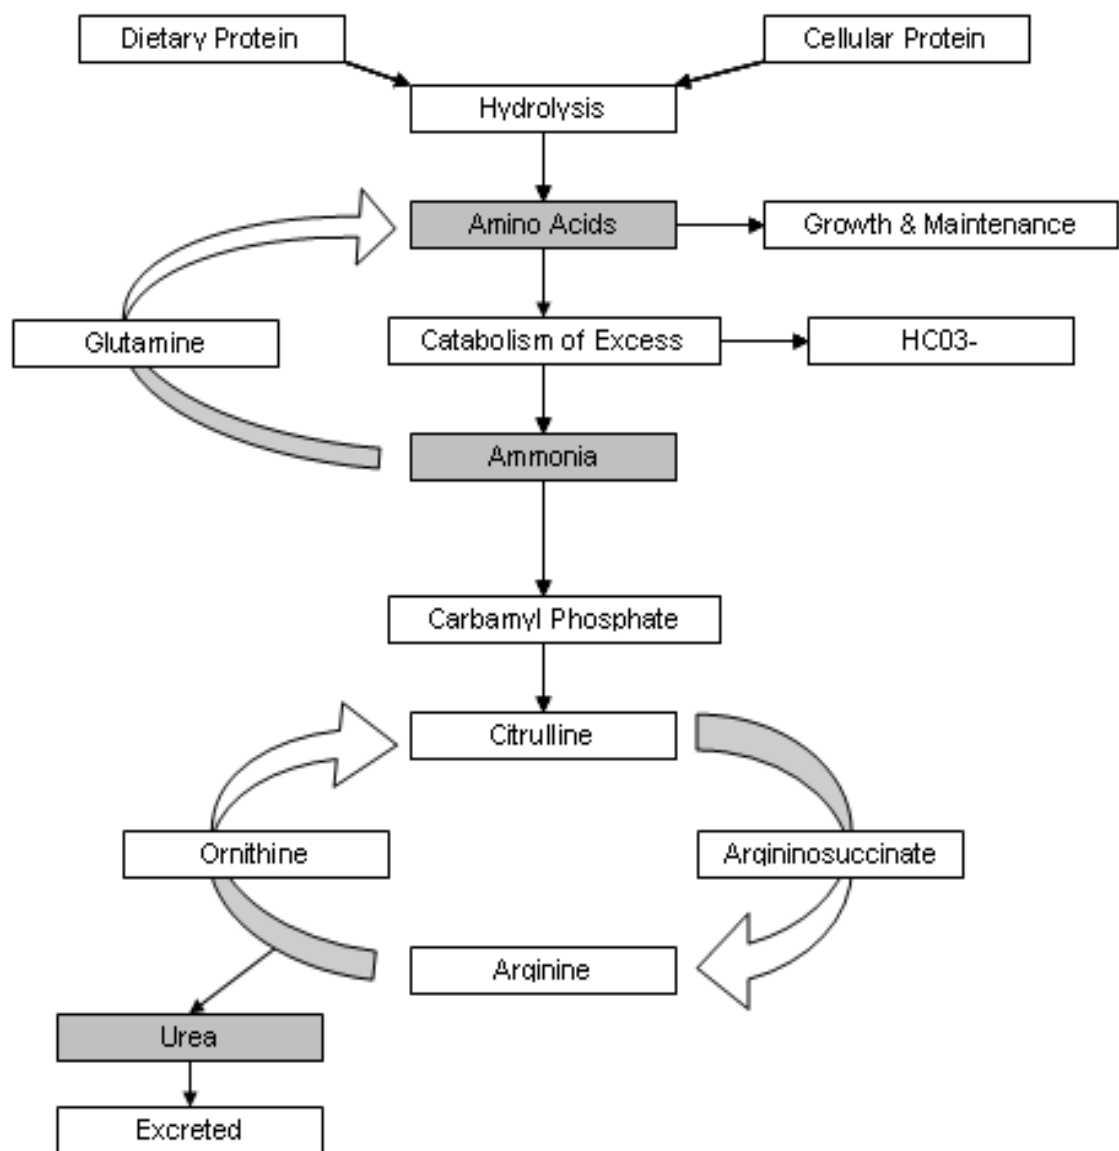 Dietary Protein
Cellular Protein
Hydrolysis
Amino Acids
Growth & Maintenance
Glutamine
Catabolism of Excess
HC03-
Ammonia
Carbamyl Phosphate
Citrulline
Ornithine
Argininosuccinate
Arginine
Urea
Excreted